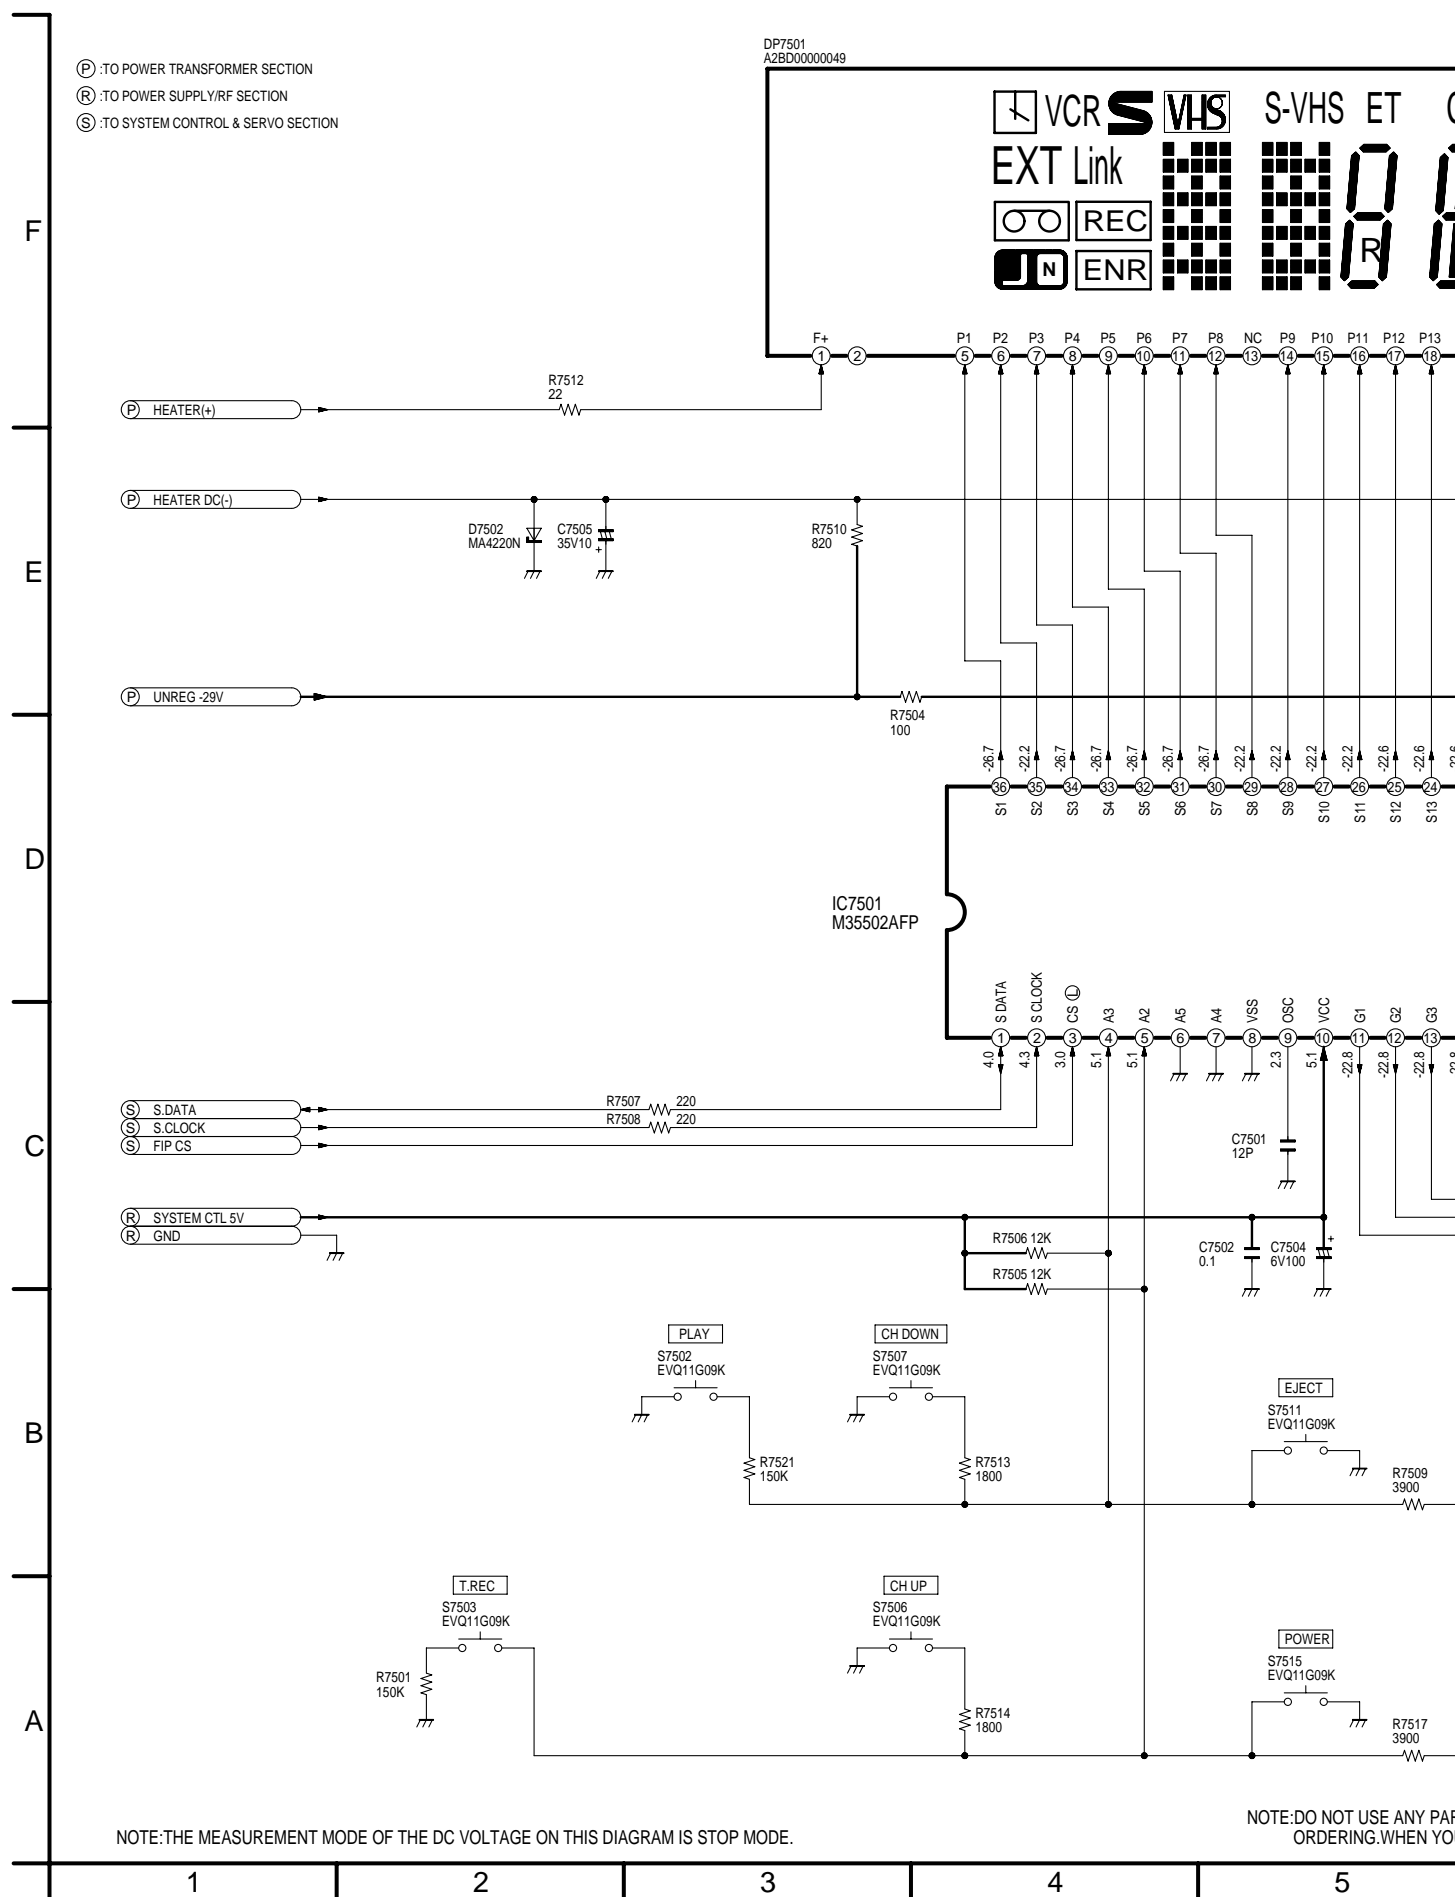 DP7501
A2BD00000049
P :TO POWER TRANSFORMER SECTION
R :TO POWER SUPPLY/RF SECTION
S :TO SYSTEM CONTROL & SERVO SECTION
VCR S VHS S-VHS ET
EXT Link
REC
N ENR
R
F
F+ P1 P2 P3 P4 P5 P6 P7 P8 NC P9 P10 P11 P12 P13
1 2 5 6 7 8 9 10 11 12 13 14 15 16 17 18
R7512
22
P HEATER(+)
P HEATER DC(-)
D7502
MA4220N
C7505
35V10 +
R7510
820
E
P UNREG -29V
R7504
100
-26.7 -22.2 -26.7 -26.7 -26.7 -26.7 -26.7 -22.2 -22.2 -22.2 -22.2 -22.6 -22.6 
36 35 34 33 32 31 30 29 28 27 26 25 24
S1 S2 S3 S4 S5 S6 S7 S8 S9 S10 S11 S12 S13
D
IC7501
M35502AFP
S DATA S CLOCK CS L A3 A2 A5 A4 VSS OSC VCC G1 G2 G3
1 2 3 4 5 6 7 8 9 10 11 12 13
4.0 4.3 3.0 5.1 5.1 2.3 5.1 -22.8 -22.8 -22.8
S S.DATA
S S.CLOCK
S FIP CS
R7507 220
R7508 220
C
C7501
12P
R SYSTEM CTL 5V
R GND
R7506 12K
R7505 12K
C7502
0.1
C7504
6V100 +
PLAY
S7502
EVQ11G09K
CH DOWN
S7507
EVQ11G09K
EJECT
S7511
EVQ11G09K
B
R7521
150K
R7513
1800
R7509
3900
T.REC
S7503
EVQ11G09K
CH UP
S7506
EVQ11G09K
POWER
S7515
EVQ11G09K
R7501
150K
A
R7514
1800
R7517
3900
NOTE:THE MEASUREMENT MODE OF THE DC VOLTAGE ON THIS DIAGRAM IS STOP MODE.
NOTE:DO NOT USE ANY
ORDERING.WHEN
1 2 3 4 5